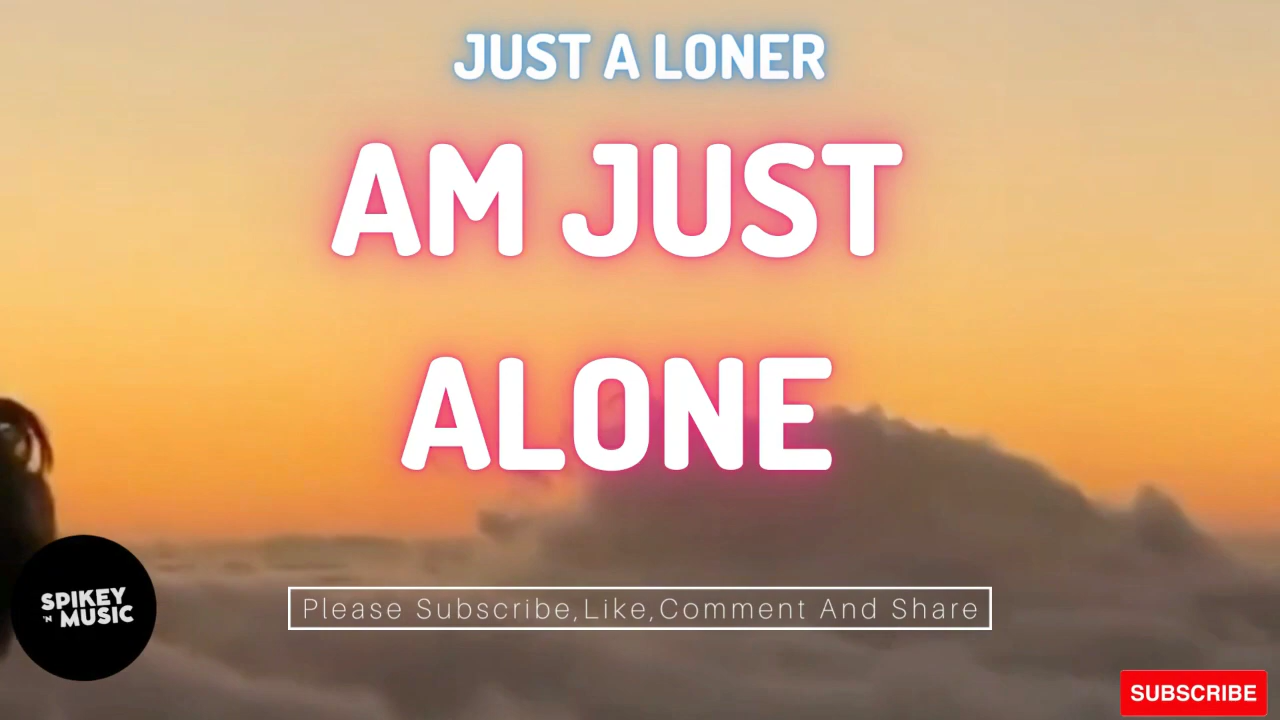 JUST A LONER
AM JUST
ALONE
Please Subscribe,Like,Comment And Share
SPIKEY
'N MUSIC
SUBSCRIBE